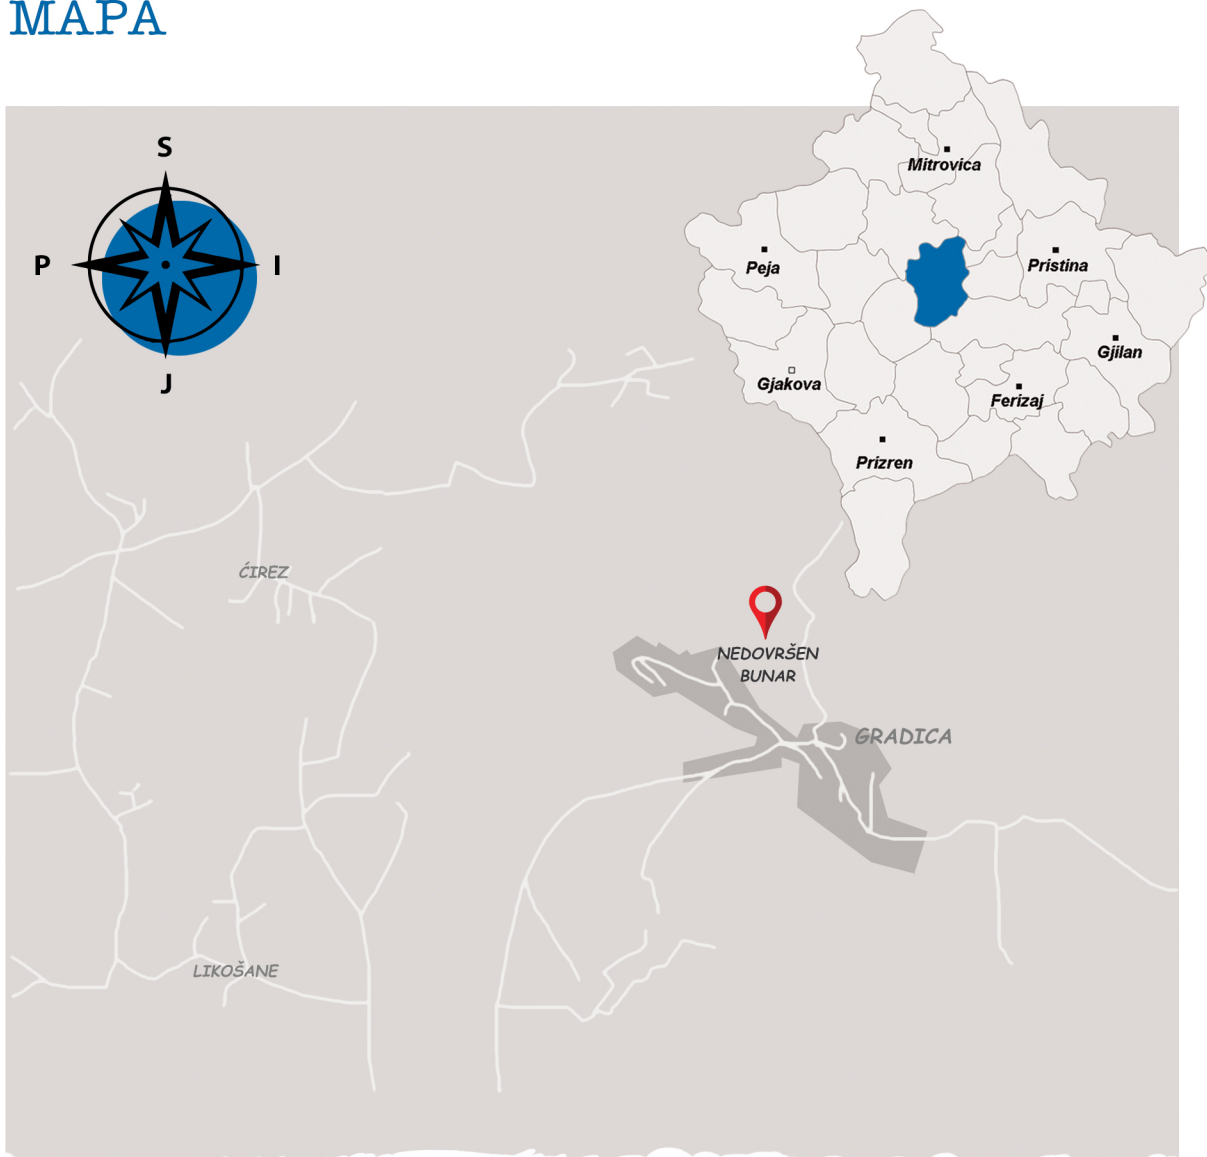 MAPA
S
P
I
J
Mitrovica
Peja
Pristina
Gjilan
Gjakova
Ferizaj
Prizren
ĆIREZ
NEDOVRŠEN
BUNAR
GRADICA
LIKOŠANE